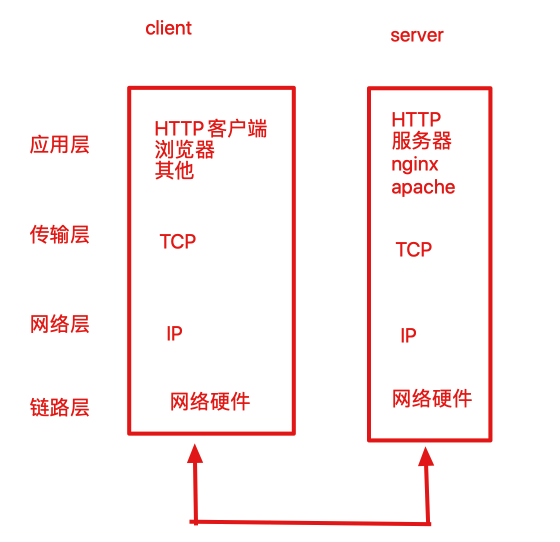 client
server
应用层
HTTP 客户端
浏览器
其他
HTTP
服务器
nginx
apache
传输层
TCP
TCP
网络层
IP
IP
链路层
网络硬件
网络硬件